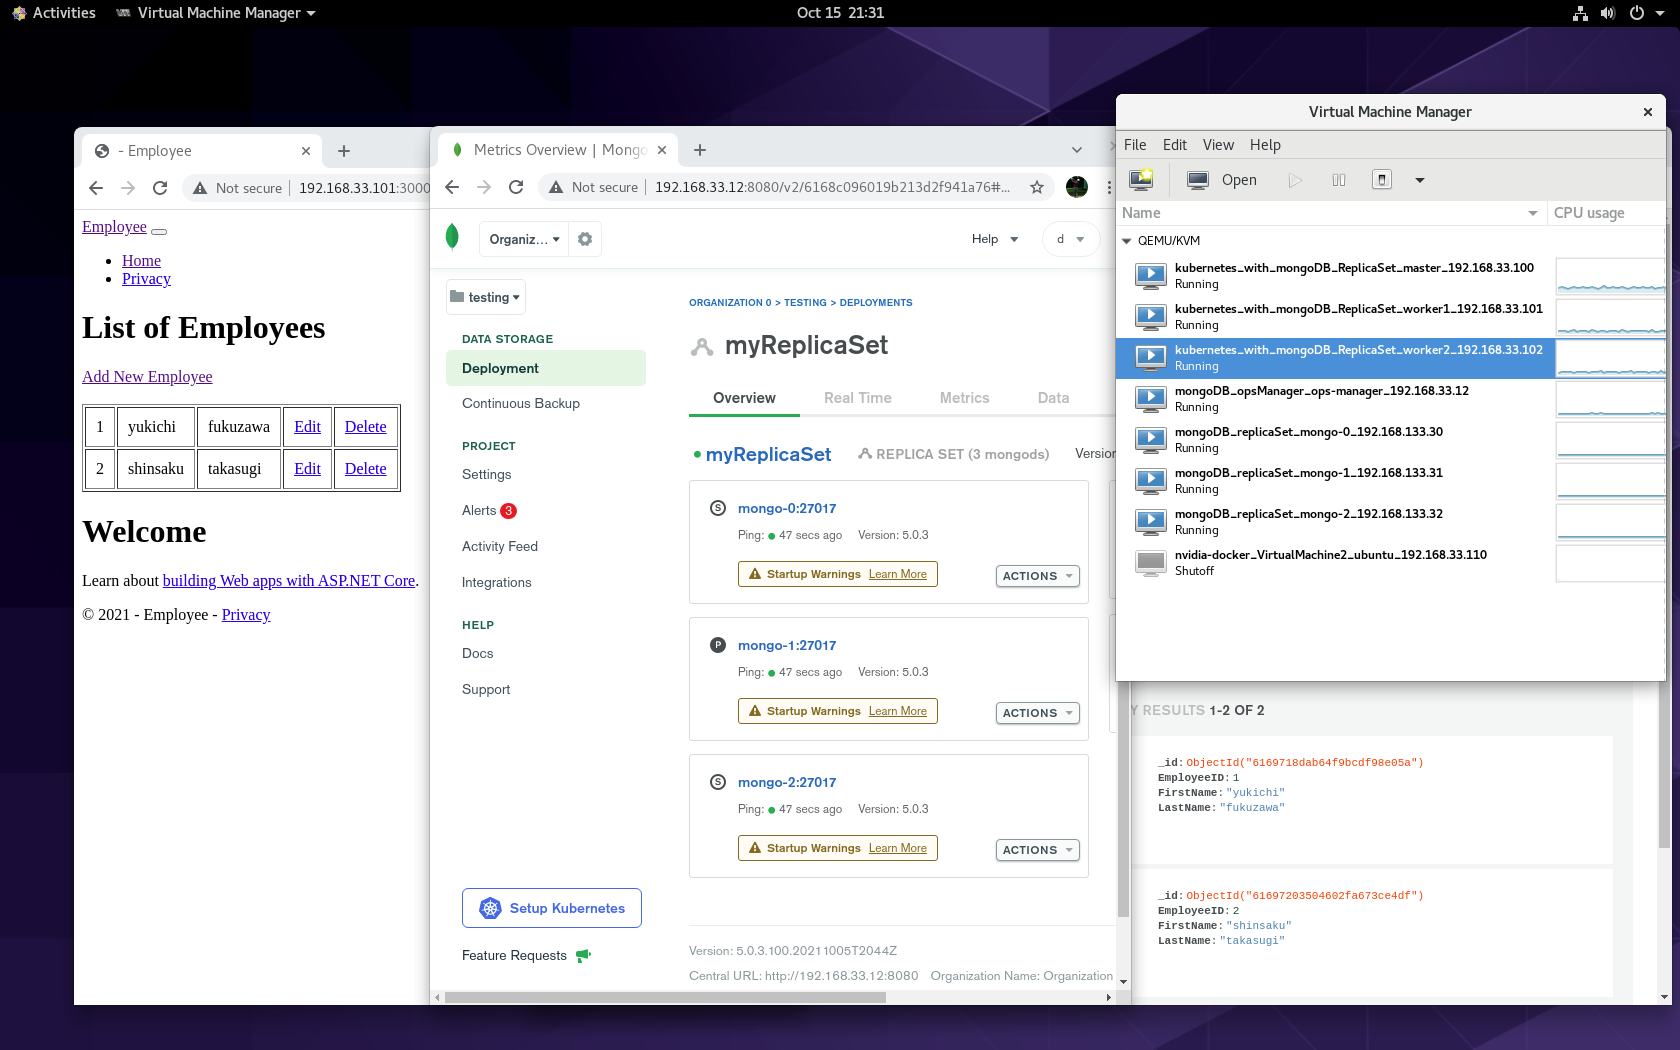 Activities
Virtual Machine Manager
Oct 15 21:31
- Employee
Not secure
192.168.33.101:3000
Employee
Home
Privacy
List of Employees
Add New Employee
1 yukichi fukuzawa Edit Delete
2 shinsaku takasugi Edit Delete
Welcome
Learn about building Web apps with ASP.NET Core.
© 2021 - Employee - Privacy
Metrics Overview | Mongo
Not secure
192.168.33.12:8080/v2/6168c096019b213d2f941a76#...
Organiz...
Help
d
testing
DATA STORAGE
Deployment
Continuous Backup
PROJECT
Settings
Alerts 3
Activity Feed
Integrations
HELP
Docs
Support
Setup Kubernetes
Feature Requests
ORGANIZATION 0 > TESTING > DEPLOYMENTS
myReplicaSet
Overview Real Time Metrics Data
myReplicaSet REPLICA SET (3 mongods)
S mongo-0:27017
Ping: 47 secs ago Version: 5.0.3
Startup Warnings Learn More
ACTIONS
P mongo-1:27017
Ping: 47 secs ago Version: 5.0.3
Startup Warnings Learn More
ACTIONS
S mongo-2:27017
Ping: 47 secs ago Version: 5.0.3
Startup Warnings Learn More
ACTIONS
Version: 5.0.3.100.20211005T2044Z
Central URL: http://192.168.33.12:8080 Organization Name: Organization
Virtual Machine Manager
File Edit View Help
Open
Name CPU usage
QEMU/KVM
kubernetes_with_mongoDB_ReplicaSet_master_192.168.33.100
Running
kubernetes_with_mongoDB_ReplicaSet_worker1_192.168.33.101
Running
kubernetes_with_mongoDB_ReplicaSet_worker2_192.168.33.102
Running
mongoDB_opsManager_ops-manager_192.168.33.12
Running
mongoDB_replicaSet_mongo-0_192.168.133.30
Running
mongoDB_replicaSet_mongo-1_192.168.133.31
Running
mongoDB_replicaSet_mongo-2_192.168.133.32
Running
nvidia-docker_VirtualMachine2_ubuntu_192.168.33.110
Shutoff
Y RESULTS 1-2 OF 2
_id: ObjectId("6169718dab64f9bcdf98e05a")
EmployeeID: 1
FirstName: "yukichi"
LastName: "fukuzawa"
_id: ObjectId("61697203504602fa673ce4df")
EmployeeID: 2
FirstName: "shinsaku"
LastName: "takasugi"